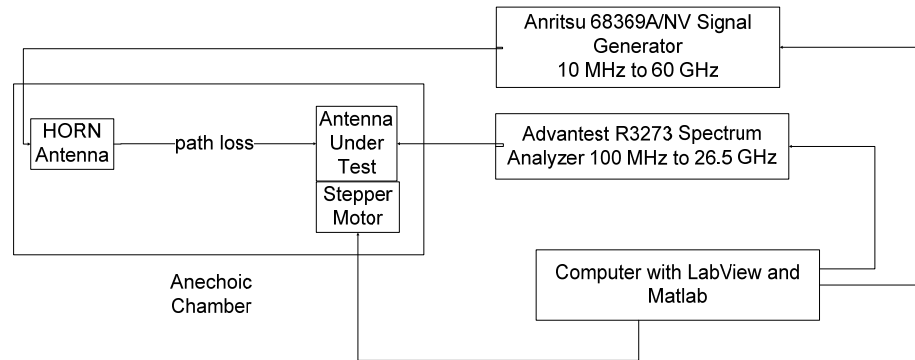 Anritsu 68369A/NV Signal
Generator
10 MHz to 60 GHz
HORN
Antenna
path loss
Antenna
Under
Test
Stepper
Motor
Advantest R3273 Spectrum
Analyzer 100 MHz to 26.5 GHz
Anechoic
Chamber
Computer with LabView and
Matlab